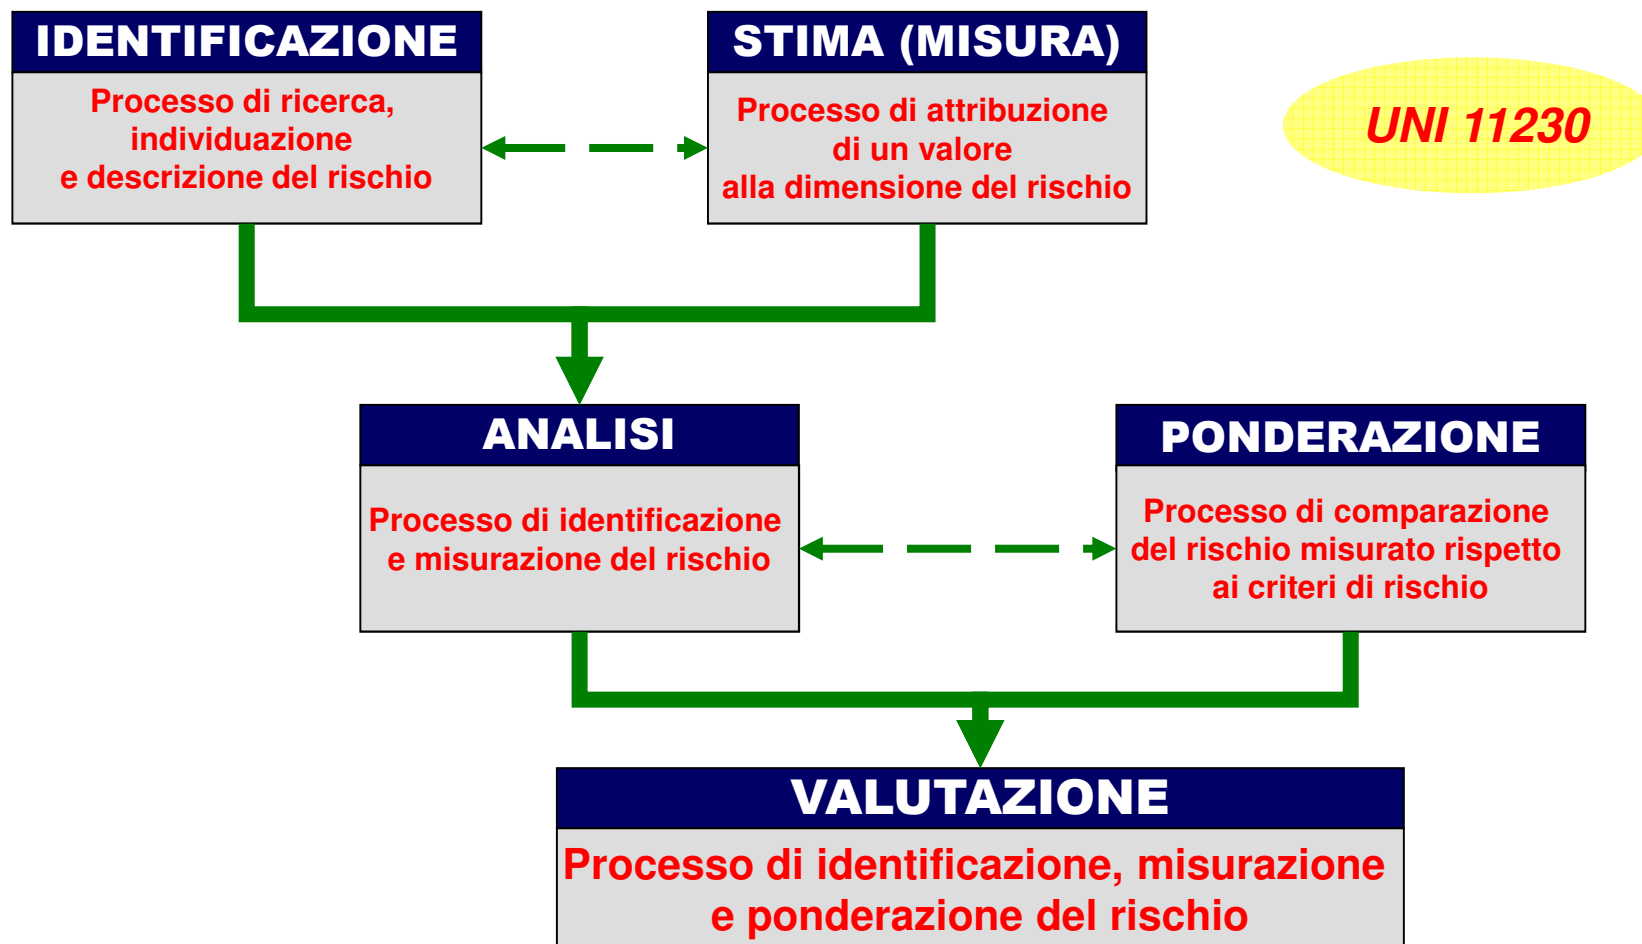 IDENTIFICAZIONE
Processo di ricerca,
individuazione
e descrizione del rischio
STIMA (MISURA)
Processo di attribuzione
di un valore
alla dimensione del rischio
UNI 11230
ANALISI
Processo di identificazione
e misurazione del rischio
PONDERAZIONE
Processo di comparazione
del rischio misurato rispetto
ai criteri di rischio
VALUTAZIONE
Processo di identificazione, misurazione
e ponderazione del rischio